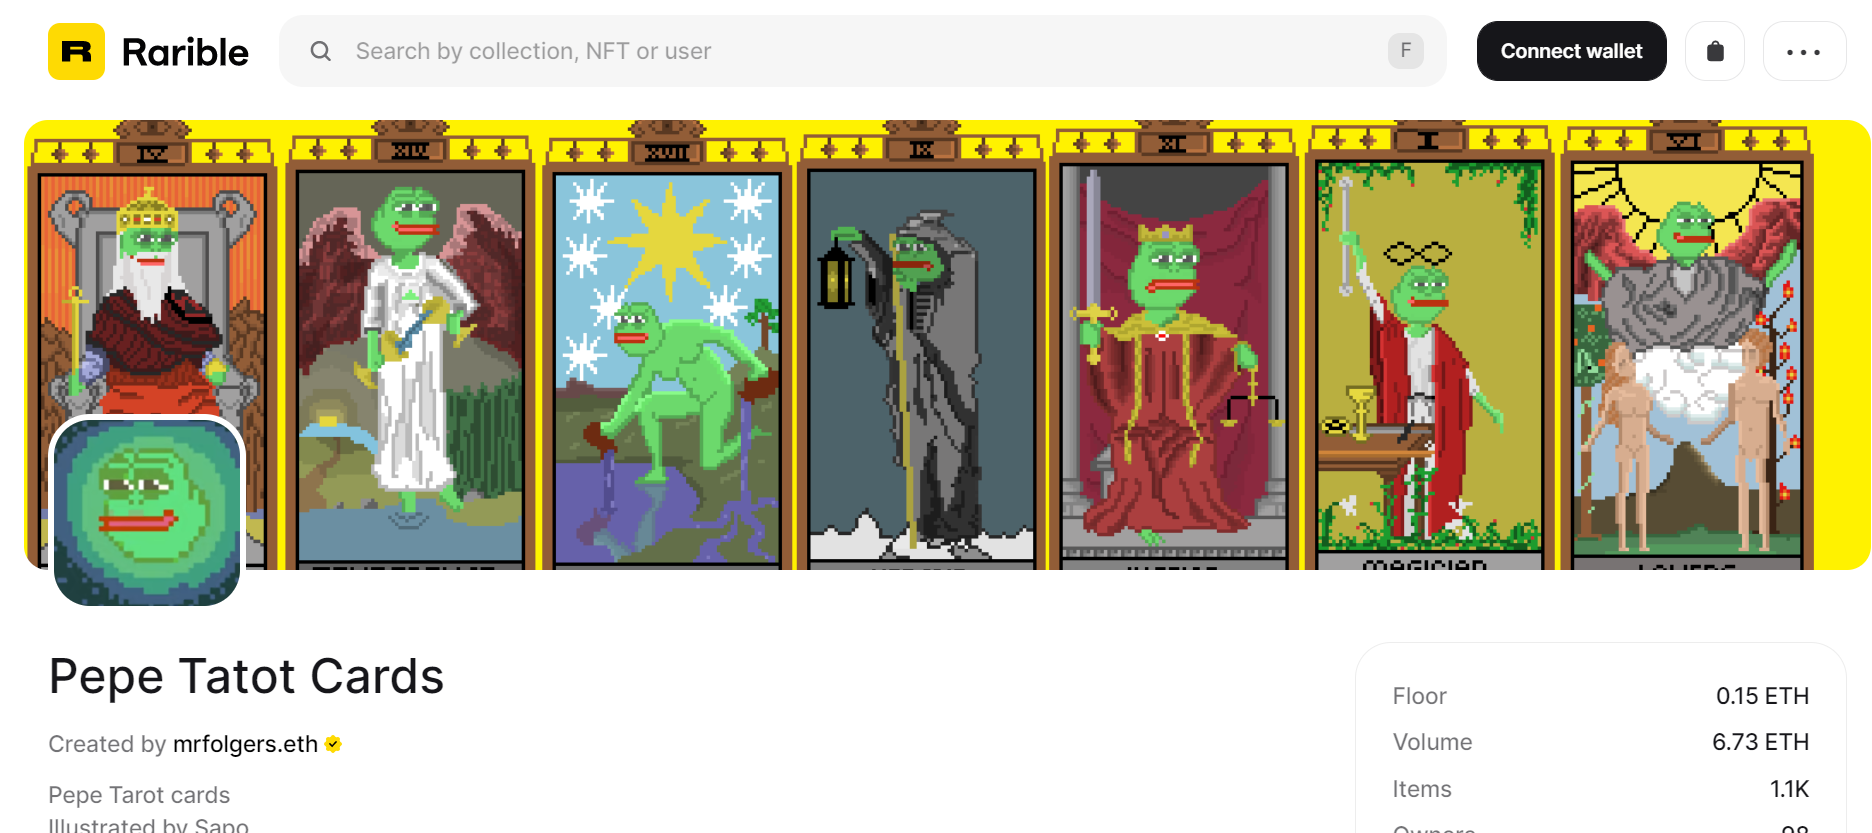 Rarible
Search by collection, NFT or user
F
Connect wallet
IV
XIV
XVII
IX
XI
I
VI
MAGICIAN
LOVERS
Pepe Tatot Cards
Created by mrfolgers.eth
Floor
0.15 ETH
Volume
6.73 ETH
Pepe Tarot cards
Items
1.1K
Illustrated by Sapo
Owners
98